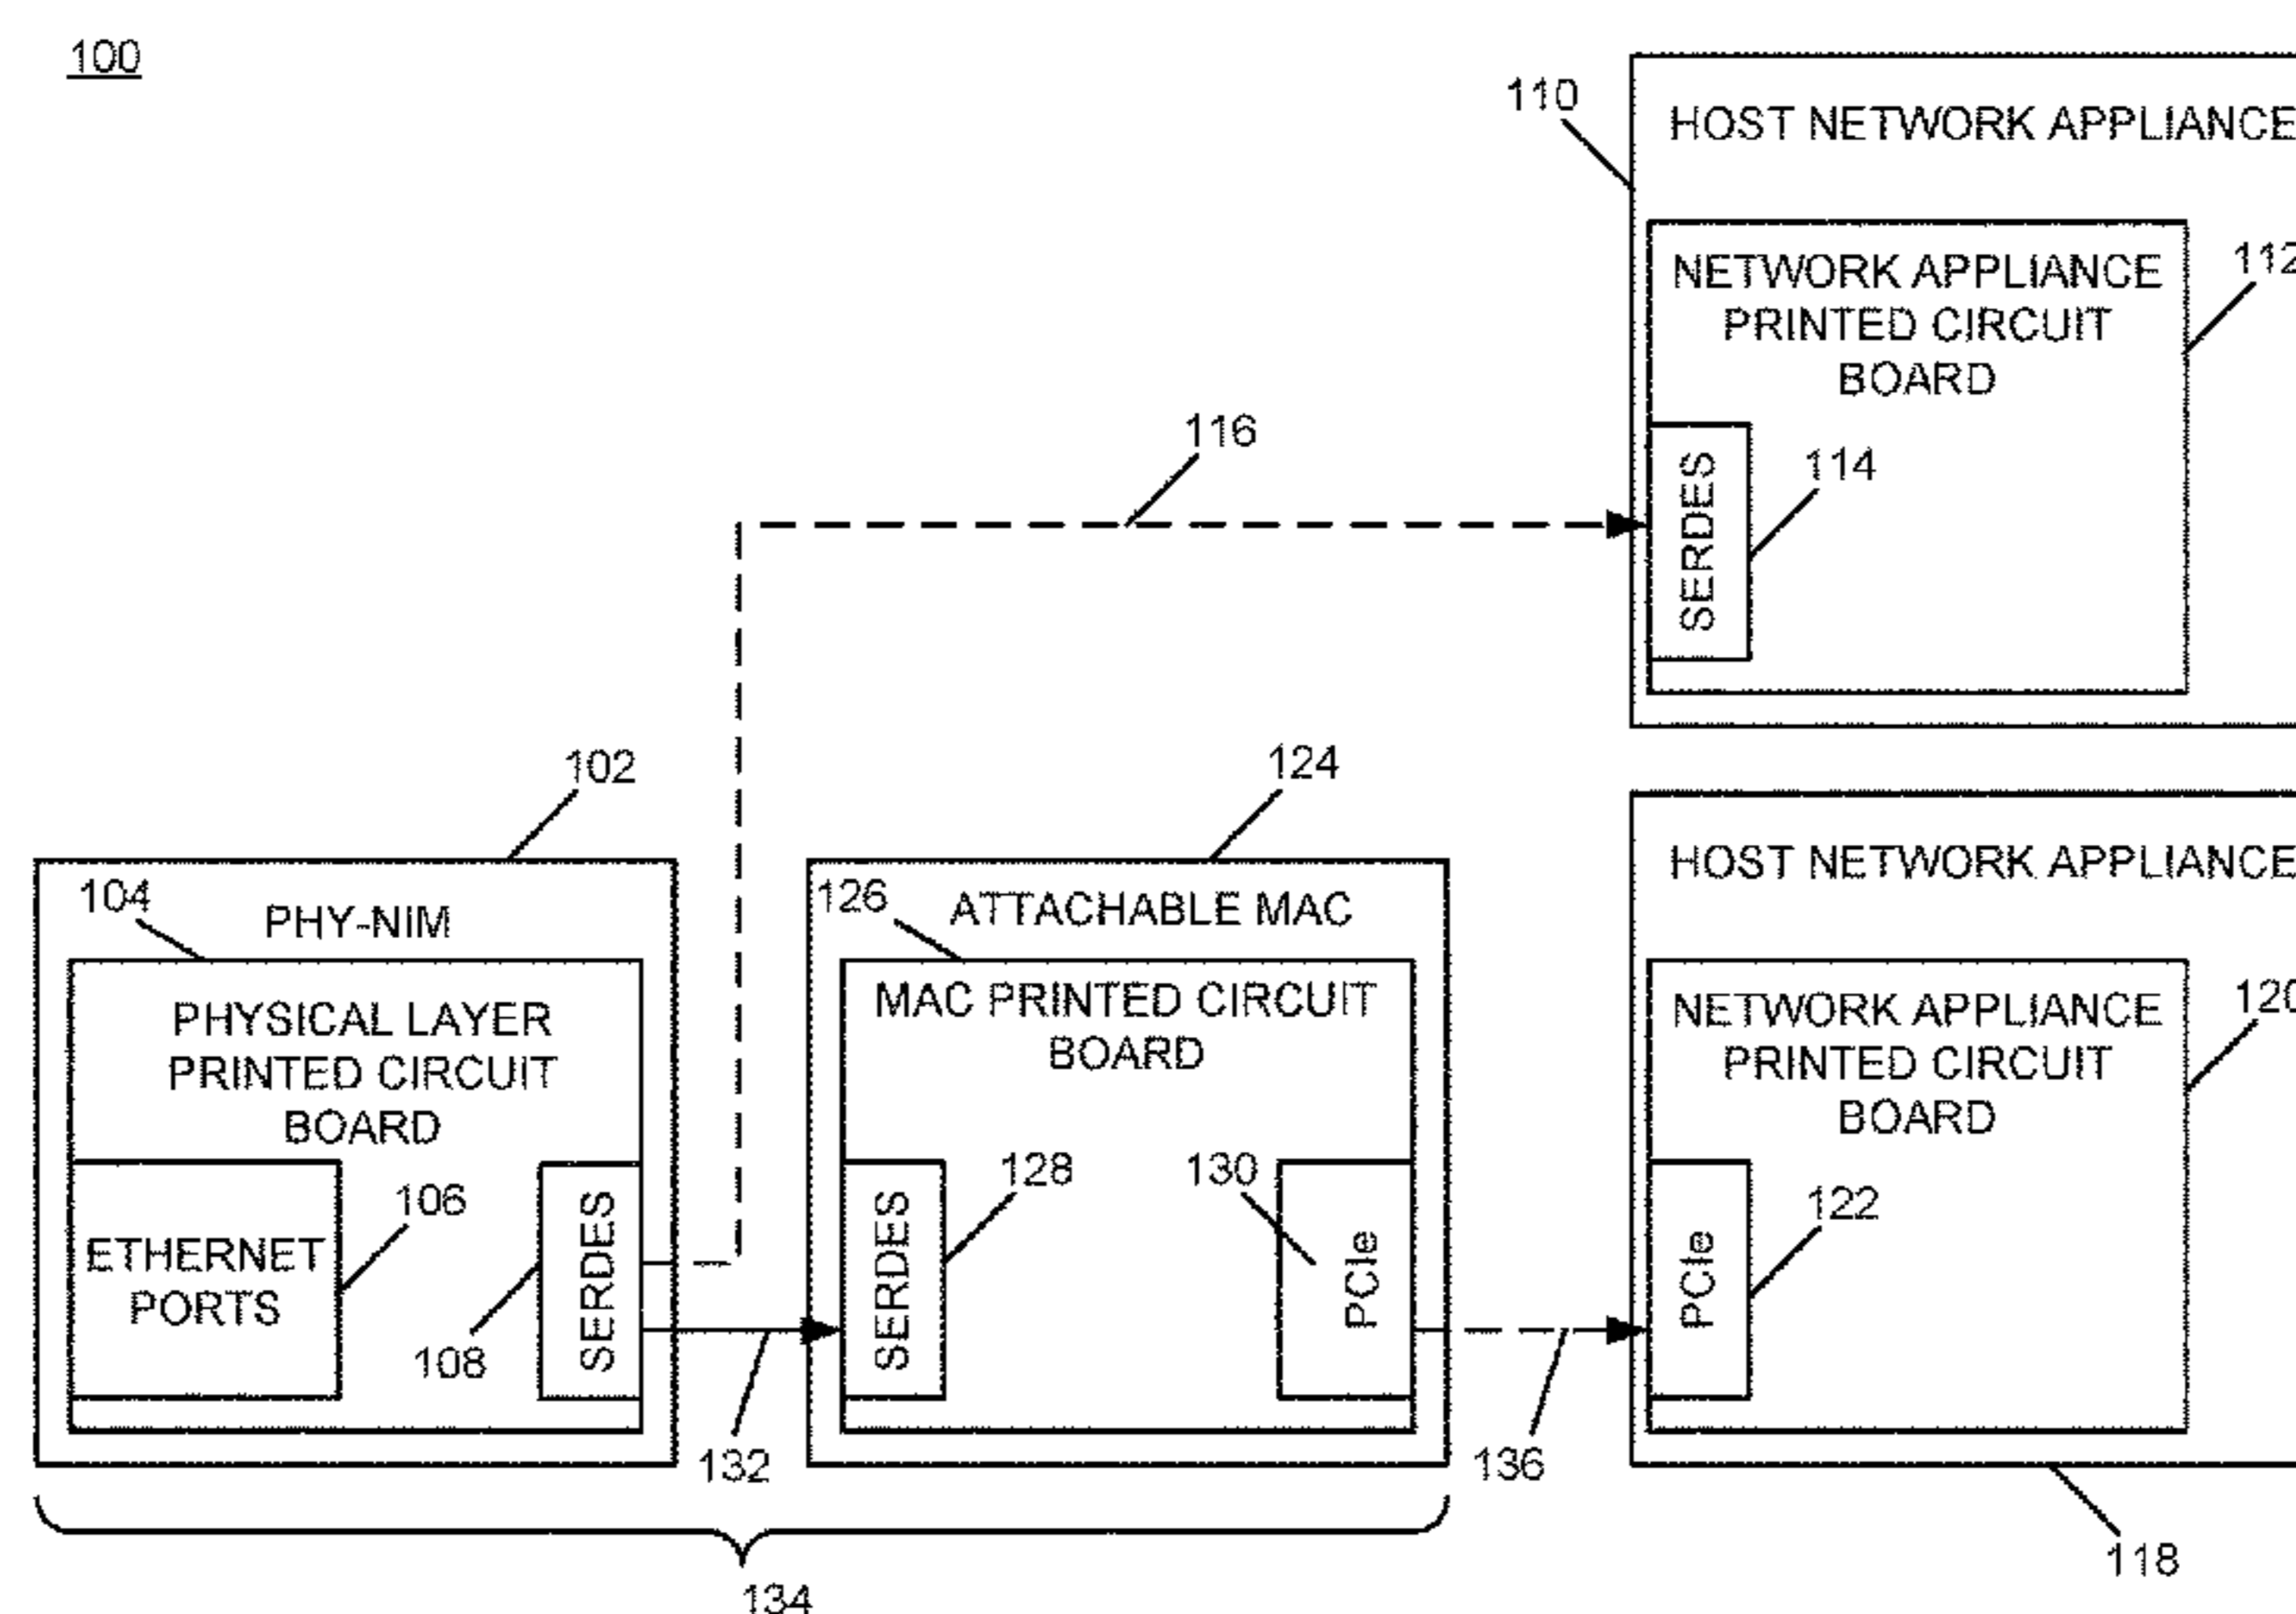 100
110
HOST NETWORK APPLIANCE
112
NETWORK APPLIANCE
PRINTED CIRCUIT
BOARD
116
114
SERDES
102
124
HOST NETWORK APPLIANCE
104
PHY-NIM
126
ATTACHABLE MAC
PHYSICAL LAYER
PRINTED CIRCUIT
BOARD
MAC PRINTED CIRCUIT
BOARD
120
NETWORK APPLIANCE
PRINTED CIRCUIT
BOARD
106
ETHERNET
PORTS
108
SERDES
128
SERDES
130
PCIe
122
PCIe
132
136
134
118